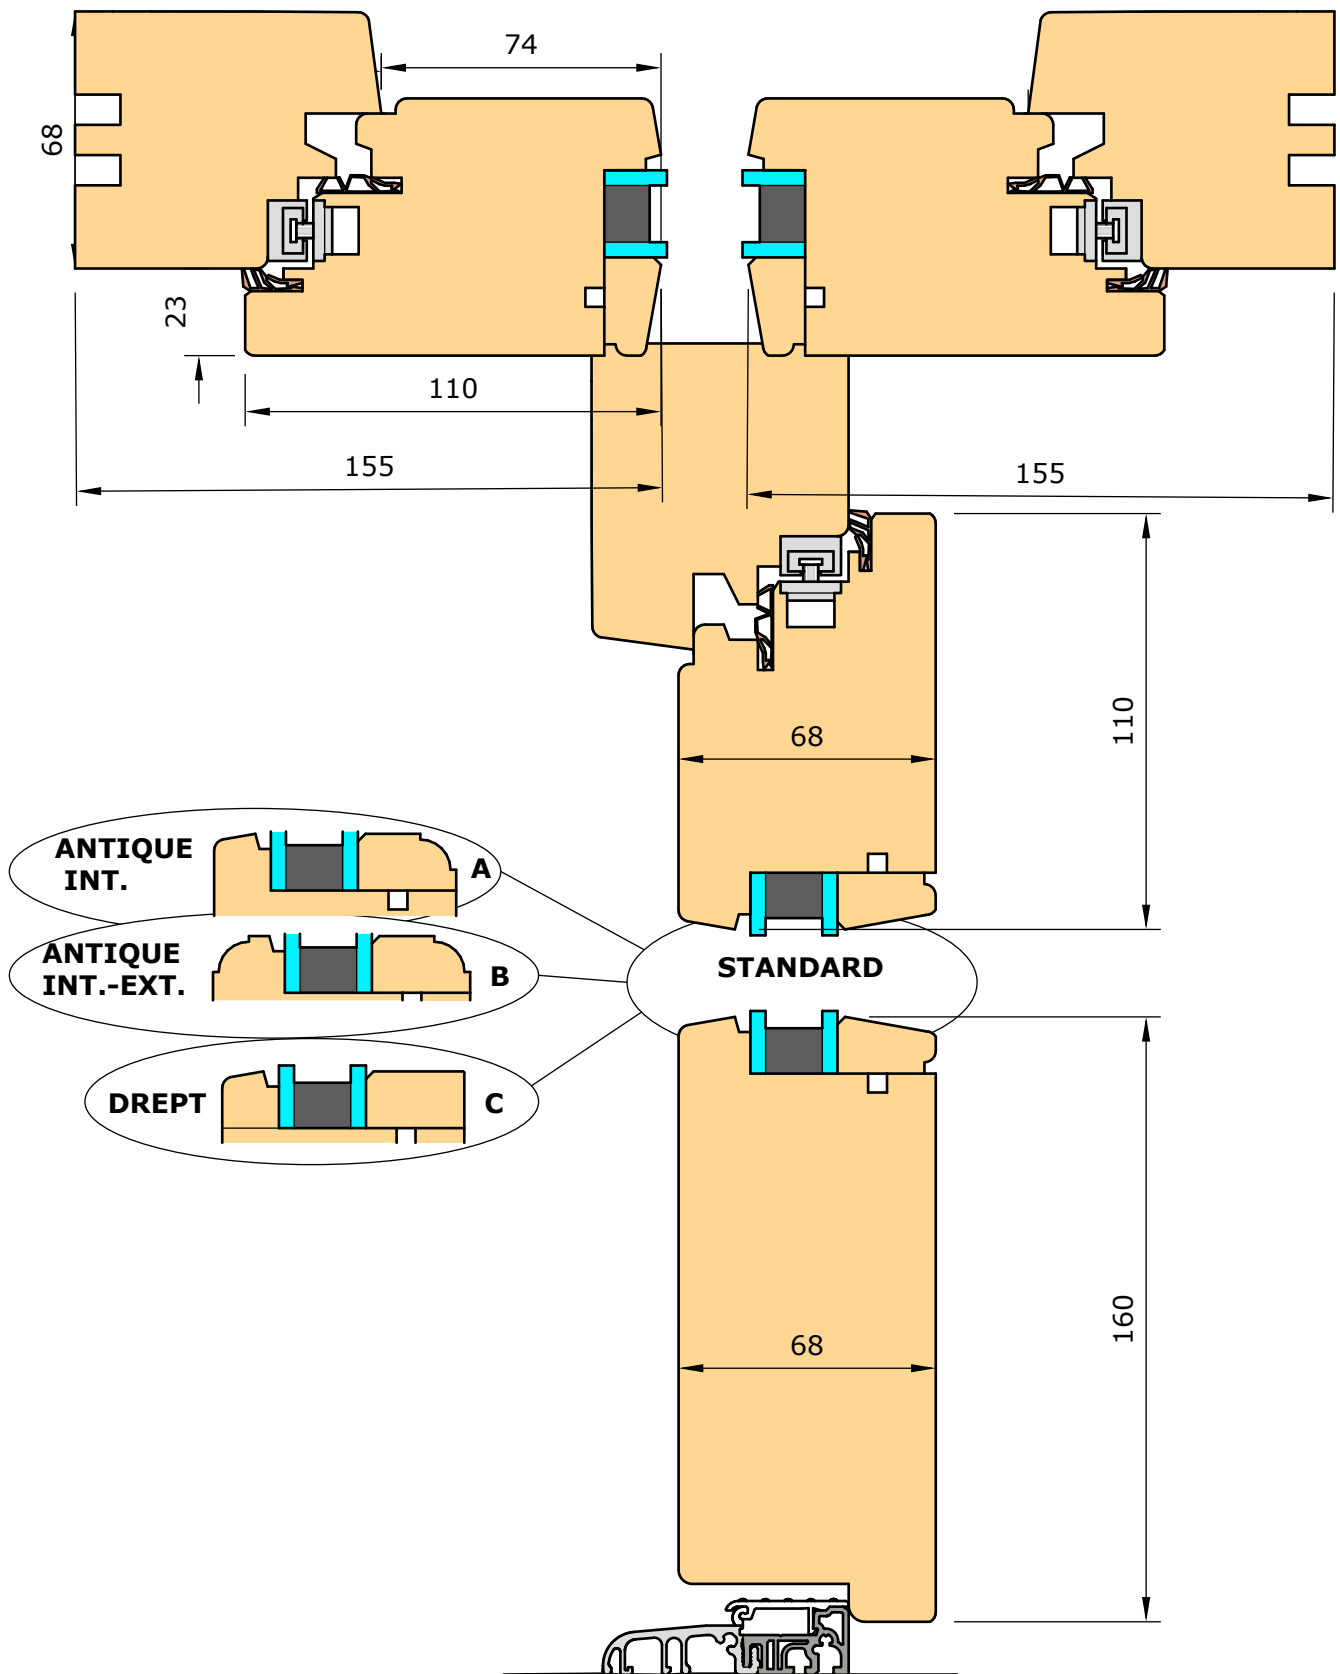 74
68
23
110
155
155
110
68
ANTIQUE
INT.
A
ANTIQUE
INT.-EXT.
B
STANDARD
DREPT
C
160
68